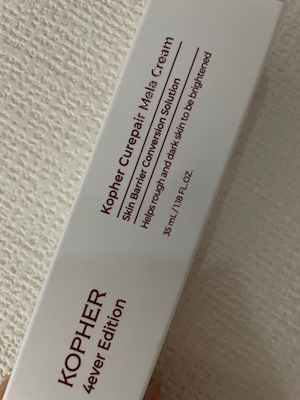 Kopher Curepair Mela Cream
Skin Barrier Conversion Solution
Helps rough and dark skin to be brightened
35 mL / 1.18 FL.OZ.
KOPHER
4ever Edition